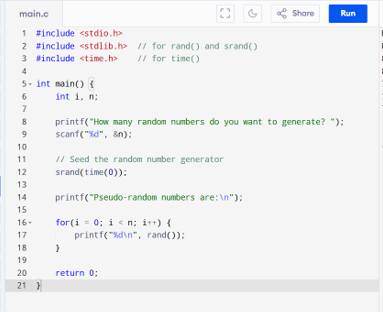 main.c
Share
Run
1 #include <stdio.h>
2 #include <stdlib.h>  // for rand() and srand()
3 #include <time.h>    // for time()
4
5 int main() {
6     int i, n;
7
8     printf("How many random numbers do you want to generate? ");
9     scanf("%d", &n);
10
11     // Seed the random number generator
12     srand(time(0));
13
14     printf("Pseudo-random numbers are:\n");
15
16     for(i = 0; i < n; i++) {
17         printf("%d\n", rand());
18     }
19
20     return 0;
21 }